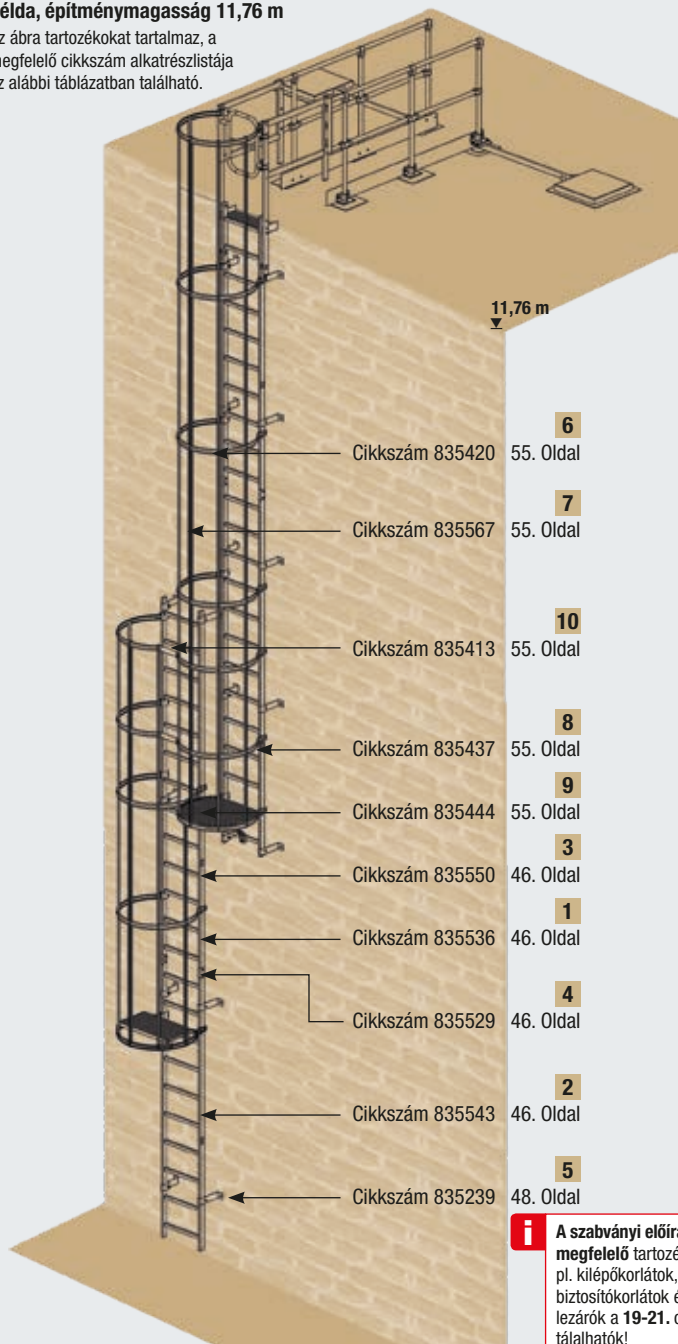 élda, építménymagasság 11,76 m
z ábra tartozékokat tartalmaz, a
egfelelő cikkszám alkatrészlistája
z alábbi táblázatban található.
11,76 m
6
Cikkszám 835420 55. Oldal
7
Cikkszám 835567 55. Oldal
10
Cikkszám 835413 55. Oldal
8
Cikkszám 835437 55. Oldal
9
Cikkszám 835444 55. Oldal
3
Cikkszám 835550 46. Oldal
1
Cikkszám 835536 46. Oldal
4
Cikkszám 835529 46. Oldal
2
Cikkszám 835543 46. Oldal
5
Cikkszám 835239 48. Oldal
i
A szabványi előír
megfelelő tartozé
pl. kilépőkorlátok,
biztosítókorlátok é
lezárók a 19-21. o
tálalhatók!